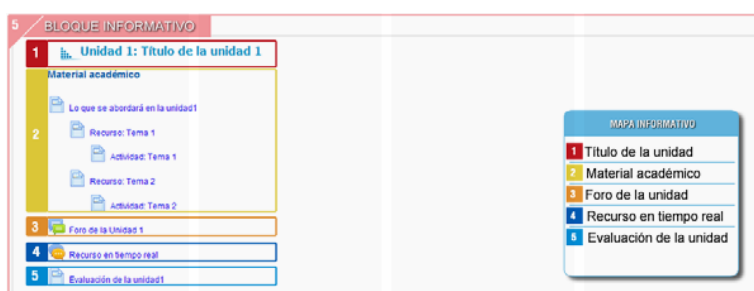 5 BLOQUE INFORMATIVO
1 Unidad 1: Título de la unidad 1
Material académico
Lo que se abordará en la unidad1
2 Recurso: Tema 1
Actividad: Tema 1
Recurso: Tema 2
Actividad: Tema 2
3 Foro de la Unidad 1
4 Recurso en tiempo real
5 Evaluación de la unidad1
MAPA INFORMATIVO
1 Título de la unidad
2 Material académico
3 Foro de la unidad
4 Recurso en tiempo real
5 Evaluación de la unidad